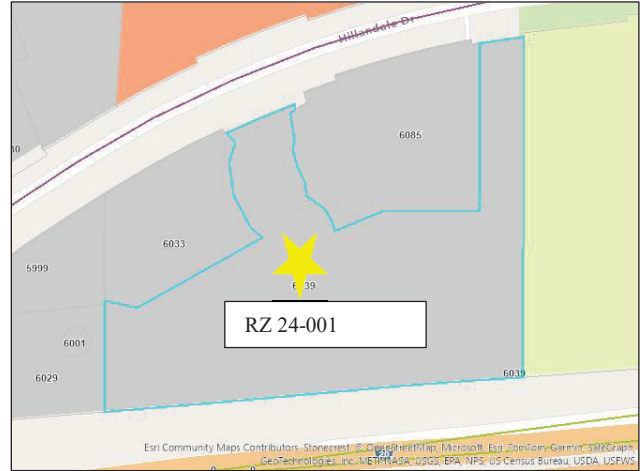 Hillandale Dr
6085
6033
5999
6039
RZ 24-001
6001
6029
6039
Esri Community Maps Contributors, Stonecrest, © OpenStreetMap, Microsoft, Esri, TomTom, Garmin, SafeGraph,
GeoTechnologies, Inc, METI/NASA, USGS, EPA, NPS, US Census Bureau, USDA, USFWS
20